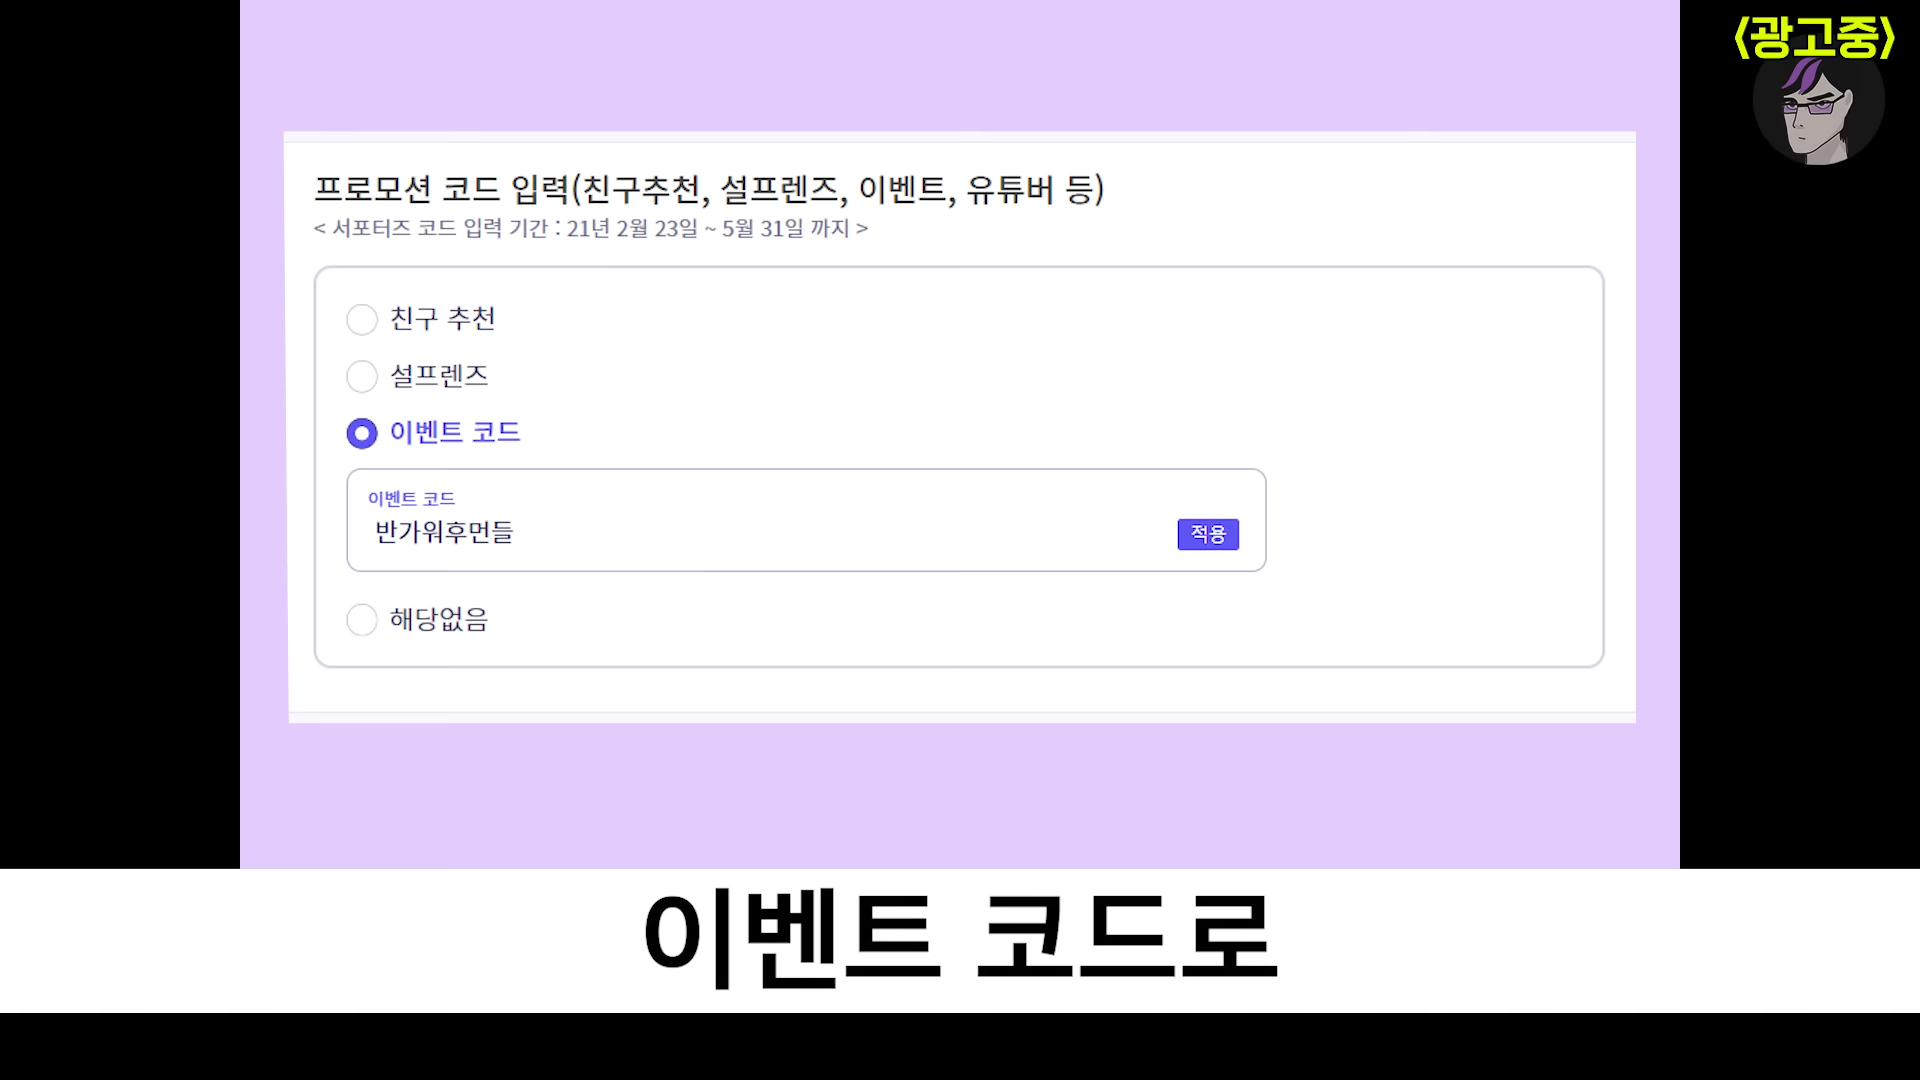 〈광고중〉
프로모션 코드 입력(친구추천, 설프렌즈, 이벤트, 유튜버 등)
< 서포터즈 코드 입력 기간 : 21년 2월 23일 ~ 5월 31일 까지 >
친구 추천
설프렌즈
이벤트 코드
이벤트 코드
반가워후먼들
적용
해당없음
이벤트 코드로